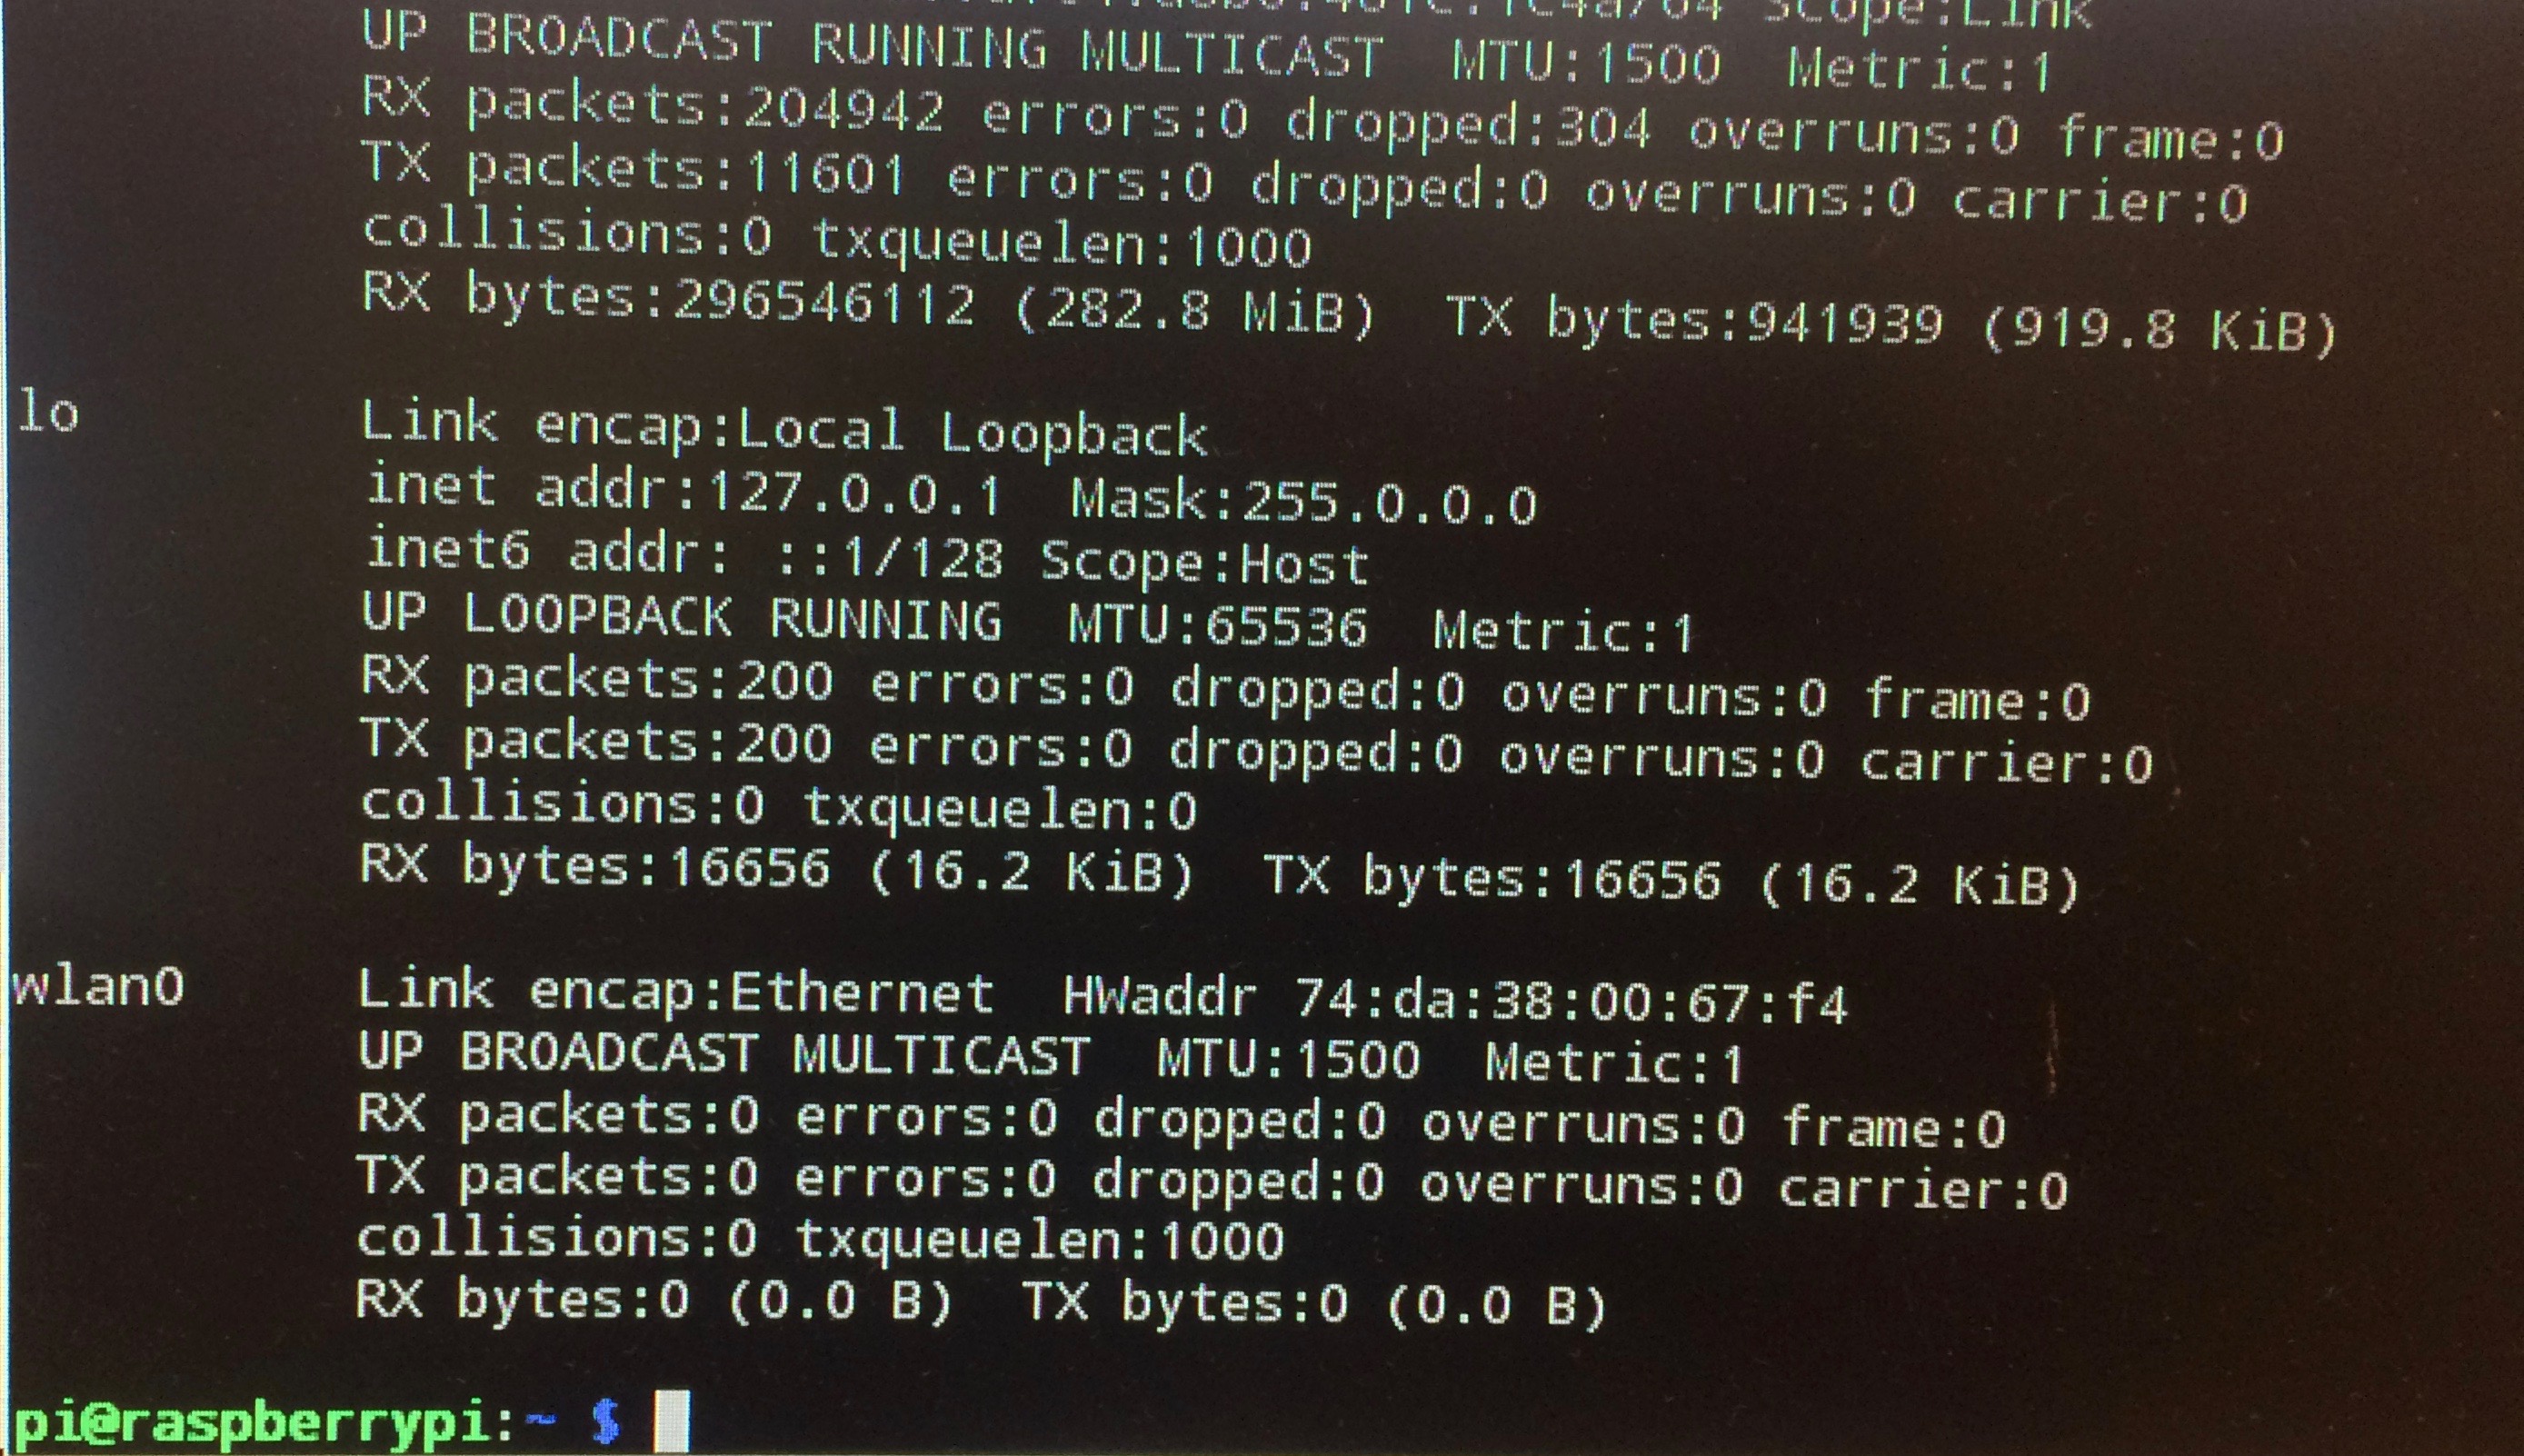 Scope:Link
UP BROADCAST RUNNING MULTICAST  MTU:1500  Metric:1
RX packets:204942 errors:0 dropped:304 overruns:0 frame:0
TX packets:11601 errors:0 dropped:0 overruns:0 carrier:0
collisions:0 txqueuelen:1000
RX bytes:296546112 (282.8 MiB)  TX bytes:941939 (919.8 KiB)
lo        Link encap:Local Loopback
inet addr:127.0.0.1  Mask:255.0.0.0
inet6 addr: ::1/128 Scope:Host
UP LOOPBACK RUNNING  MTU:65536  Metric:1
RX packets:200 errors:0 dropped:0 overruns:0 frame:0
TX packets:200 errors:0 dropped:0 overruns:0 carrier:0
collisions:0 txqueuelen:0
RX bytes:16656 (16.2 KiB)  TX bytes:16656 (16.2 KiB)
wlan0     Link encap:Ethernet  HWaddr 74:da:38:00:67:f4
UP BROADCAST MULTICAST  MTU:1500  Metric:1
RX packets:0 errors:0 dropped:0 overruns:0 frame:0
TX packets:0 errors:0 dropped:0 overruns:0 carrier:0
collisions:0 txqueuelen:1000
RX bytes:0 (0.0 B)  TX bytes:0 (0.0 B)
pi@raspberrypi:~ $